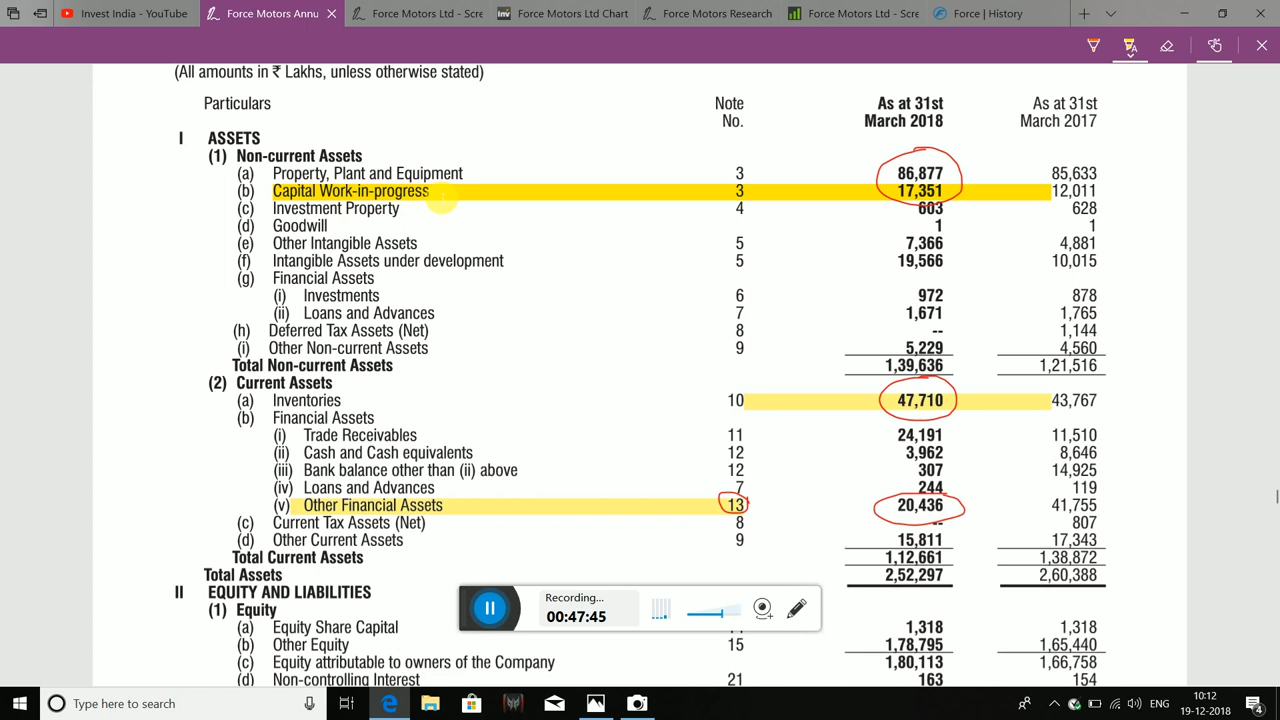 Invest India - YouTube
Force Motors Annu
Force Motors Ltd - Scre
Force Motors Ltd Chart
Force Motors Research
Force Motors Ltd - Gr
Force | History
(All amounts in ₹ Lakhs, unless otherwise stated)
Particulars Note No. As at 31st March 2018 As at 31st March 2017
I ASSETS
(1) Non-current Assets
(a) Property, Plant and Equipment 3 86,877 85,633
(b) Capital Work-in-progress 3 17,351 12,011
(c) Investment Property 4 603 628
(d) Goodwill 1 1
(e) Other Intangible Assets 5 7,366 4,881
(f) Intangible Assets under development 5 19,566 10,015
(g) Financial Assets
(i) Investments 6 972 878
(ii) Loans and Advances 7 1,671 1,765
(h) Deferred Tax Assets (Net) 8 -- 1,144
(i) Other Non-current Assets 9 5,229 4,560
Total Non-current Assets 1,39,636 1,21,516
(2) Current Assets
(a) Inventories 10 47,710 43,767
(b) Financial Assets
(i) Trade Receivables 11 24,191 11,510
(ii) Cash and Cash equivalents 12 3,962 8,646
(iii) Bank balance other than (ii) above 12 307 14,925
(iv) Loans and Advances 7 244 119
(v) Other Financial Assets 13 20,436 41,755
(c) Current Tax Assets (Net) 8 -- 807
(d) Other Current Assets 9 15,811 17,343
Total Current Assets 1,12,661 1,38,872
Total Assets 2,52,297 2,60,388
II EQUITY AND LIABILITIES
(1) Equity
(a) Equity Share Capital 1,318 1,318
(b) Other Equity 15 1,78,795 1,65,440
(c) Equity attributable to owners of the Company 1,80,113 1,66,758
(d) Non-controlling Interest 21 163 154
Recording...
00:47:45
Type here to search
ENG
10:12
19-12-2018